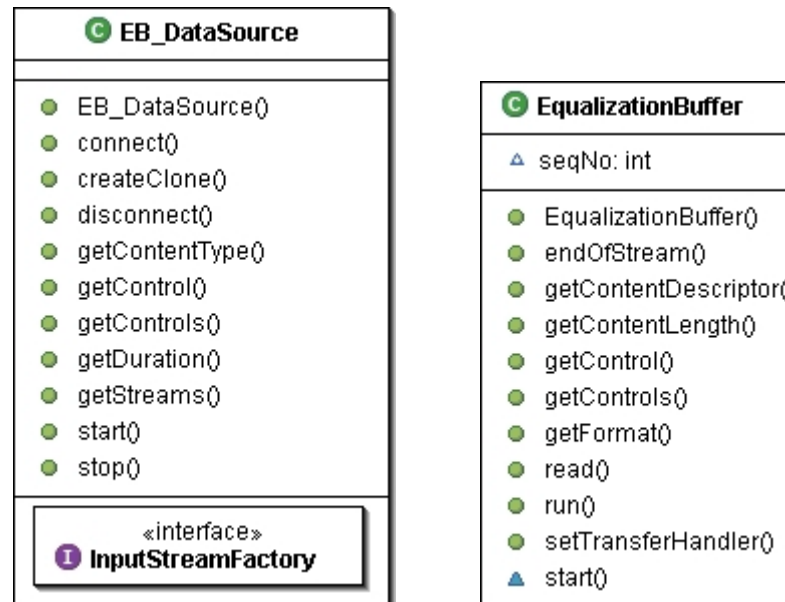 C EB_DataSource
EB_DataSource()
connect()
createClone()
disconnect()
getContentType()
getControl()
getControls()
getDuration()
getStreams()
start()
stop()
«interface»
I InputStreamFactory
C EqualizationBuffer
seqNo: int
EqualizationBuffer()
endOfStream()
getContentDescriptor(
getContentLength()
getControl()
getControls()
getFormat()
read()
run()
setTransferHandler()
start()